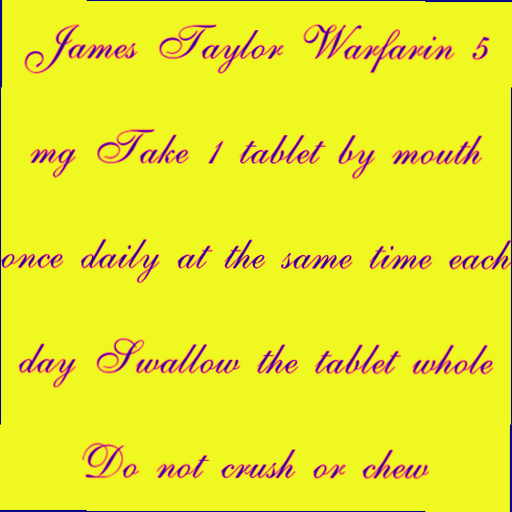 James Taylor Warfarin 5
mg Take 1 tablet by mouth
once daily at the same time each
day Swallow the tablet whole
Do not crush or chew